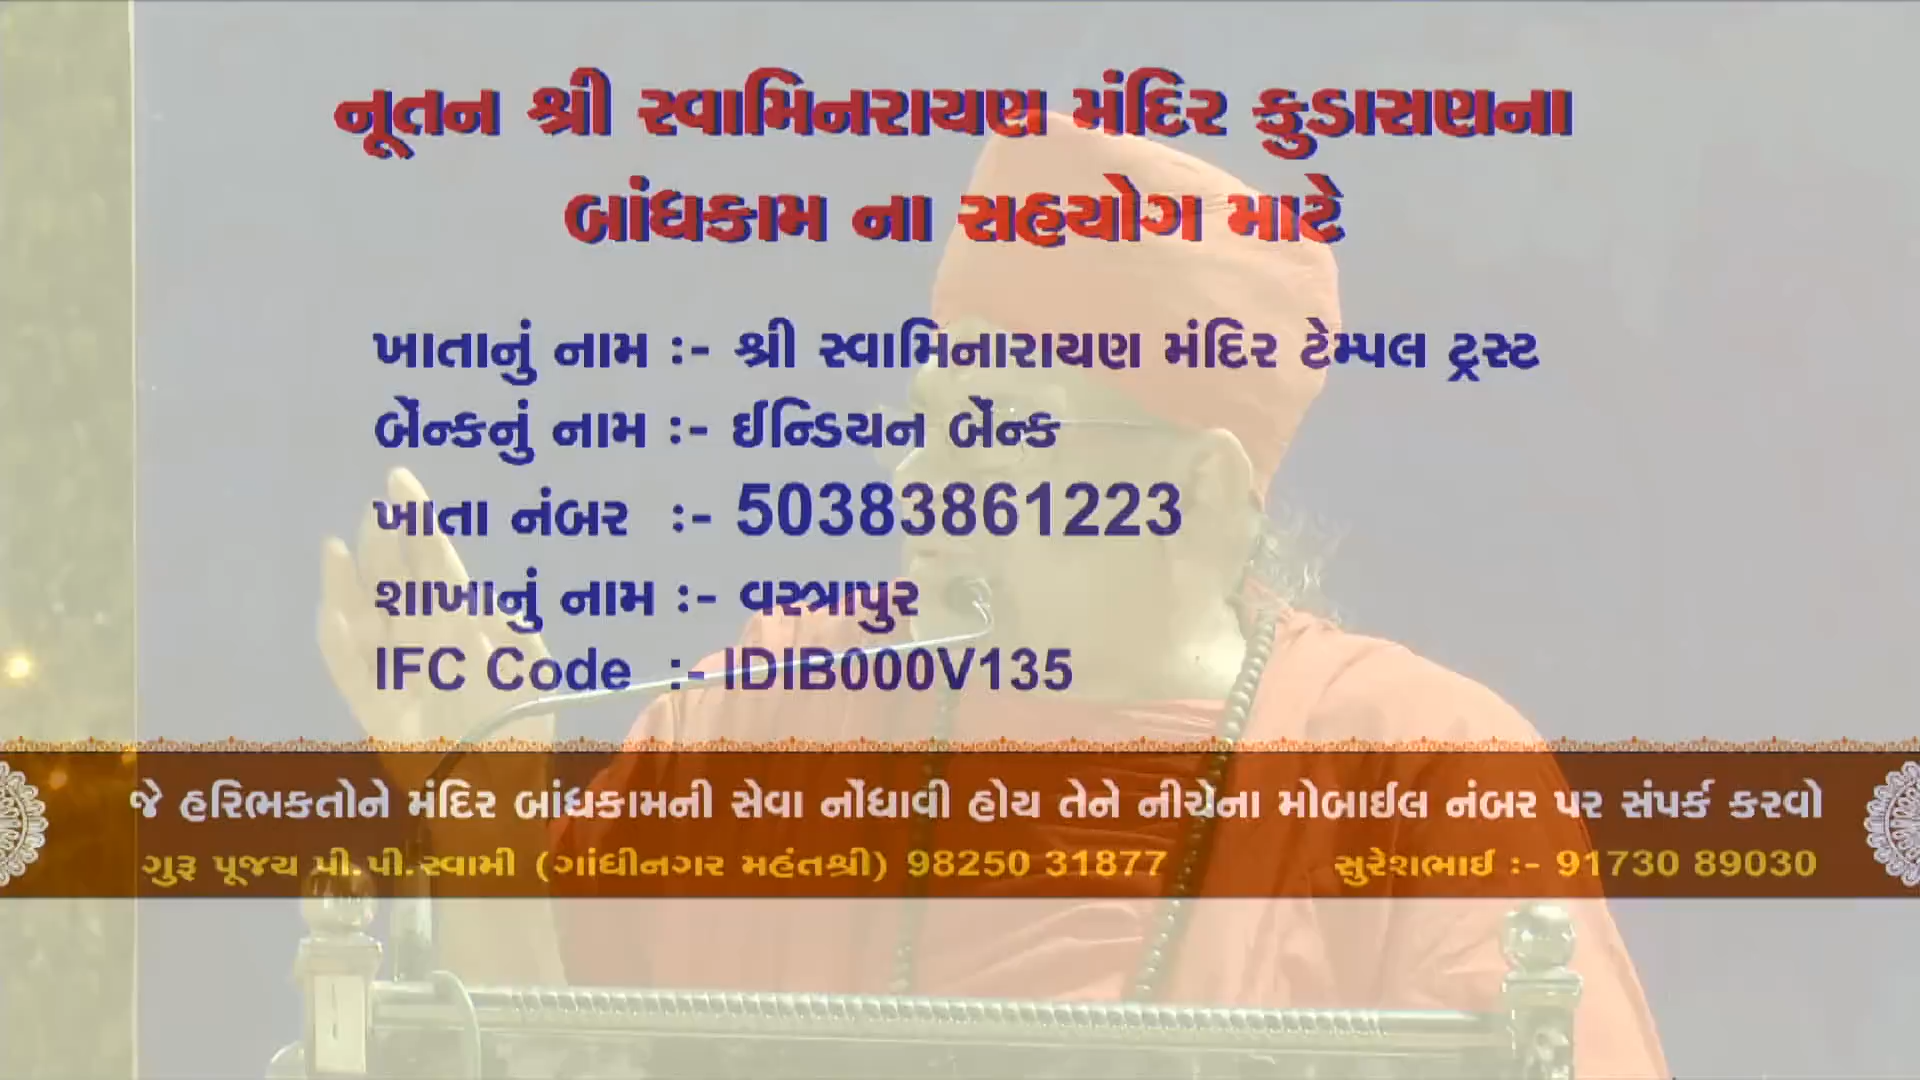 નૂતન શ્રી સ્વામિનરાયણ મંદિર કુડાસણના
બાંધકામ ના સહયોગ માટે
ખાતાનું નામ :- શ્રી સ્વામિનારાયણ મંદિર ટેમ્પલ ટ્રસ્ટ
બેંન્કનું નામ :- ઈન્ડિયન બેંન્ક
ખાતા નંબર :- 50383861223
શાખાનું નામ :- વસ્ત્રાપુર
IFC Code :- IDIB000V135
જે હરિભકતોને મંદિર બાંધકામની સેવા નોંધાવી હોય તેને નીચેના મોબાઈલ નંબર પર સંપર્ક કરવો
ગુરૂ પૂજય પી.પી.સ્વામી (ગાંધીનગર મહંતશ્રી) 98250 31877 સુરેશભાઈ :- 91730 89030